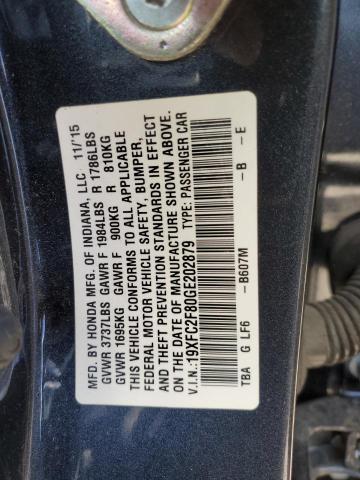 MFD. BY HONDA MFG. OF INDIANA, LLC 11/'15
GVWR 3737LBS GAWR F 1984LBS R 1786LBS
GVWR 1695KG GAWR F 900KG R 810KG
THIS VEHICLE CONFORMS TO ALL APPLICABLE
FEDERAL MOTOR VEHICLE SAFETY, BUMPER,
AND THEFT PREVENTION STANDARDS IN EFFECT
ON THE DATE OF MANUFACTURE SHOWN ABOVE.
V.I.N.:19XFC2F80GE202879 TYPE: PASSENGER CAR
TBA G LF6 -B607M -B -E